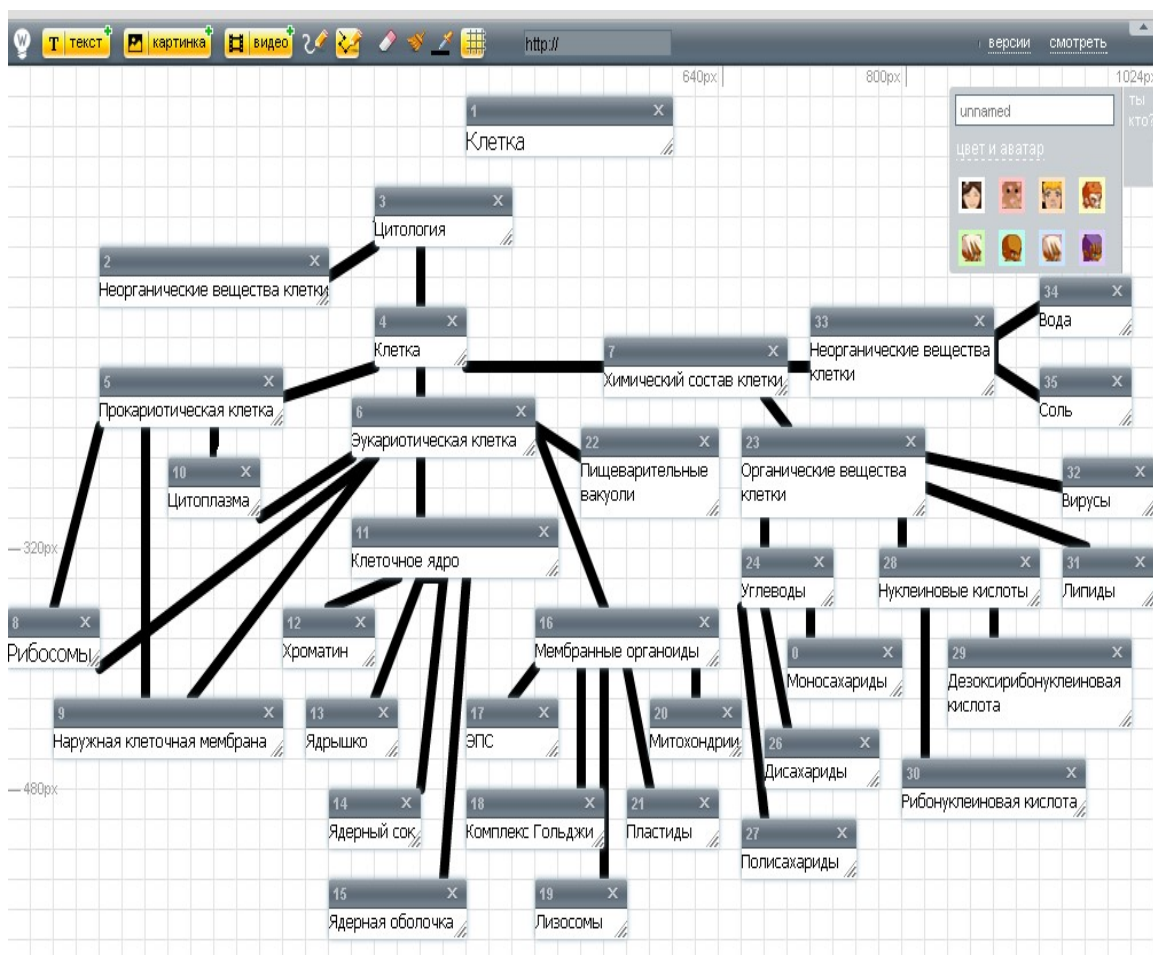 текст картинка видео http:// версии смотреть
640px 800px 1024px
unnamed
ты
кто?
цвет и аватар
1 X
Клетка
3 X
Цитология
2 X
Неорганические вещества клетки
34 X
Вода
4 X
Клетка
33 X
Неорганические вещества
клетки
7 X
Химический состав клетки
35 X
Соль
5 X
Прокариотическая клетка
6 X
Эукариотическая клетка
22 X
Пищеварительные
вакуоли
23 X
Органические вещества
клетки
10 X
Цитоплазма
32 X
Вирусы
11 X
Клеточное ядро
320px
24 X
Углеводы
28 X
Нуклеиновые кислоты
31 X
Липиды
8 X
Рибосомы
12 X
Хроматин
16 X
Мембранные органоиды
0 X
Моносахариды
29 X
Дезоксирибонуклеиновая
кислота
9 X
Наружная клеточная мембрана
13 X
Ядрышко
17 X
ЭПС
20 X
Митохондрии
26 X
Дисахариды
30 X
Рибонуклеиновая кислота
480px
14 X
Ядерный сок
18 X
Комплекс Гольджи
21 X
Пластиды
27 X
Полисахариды
15 X
Ядерная оболочка
19 X
Лизосомы